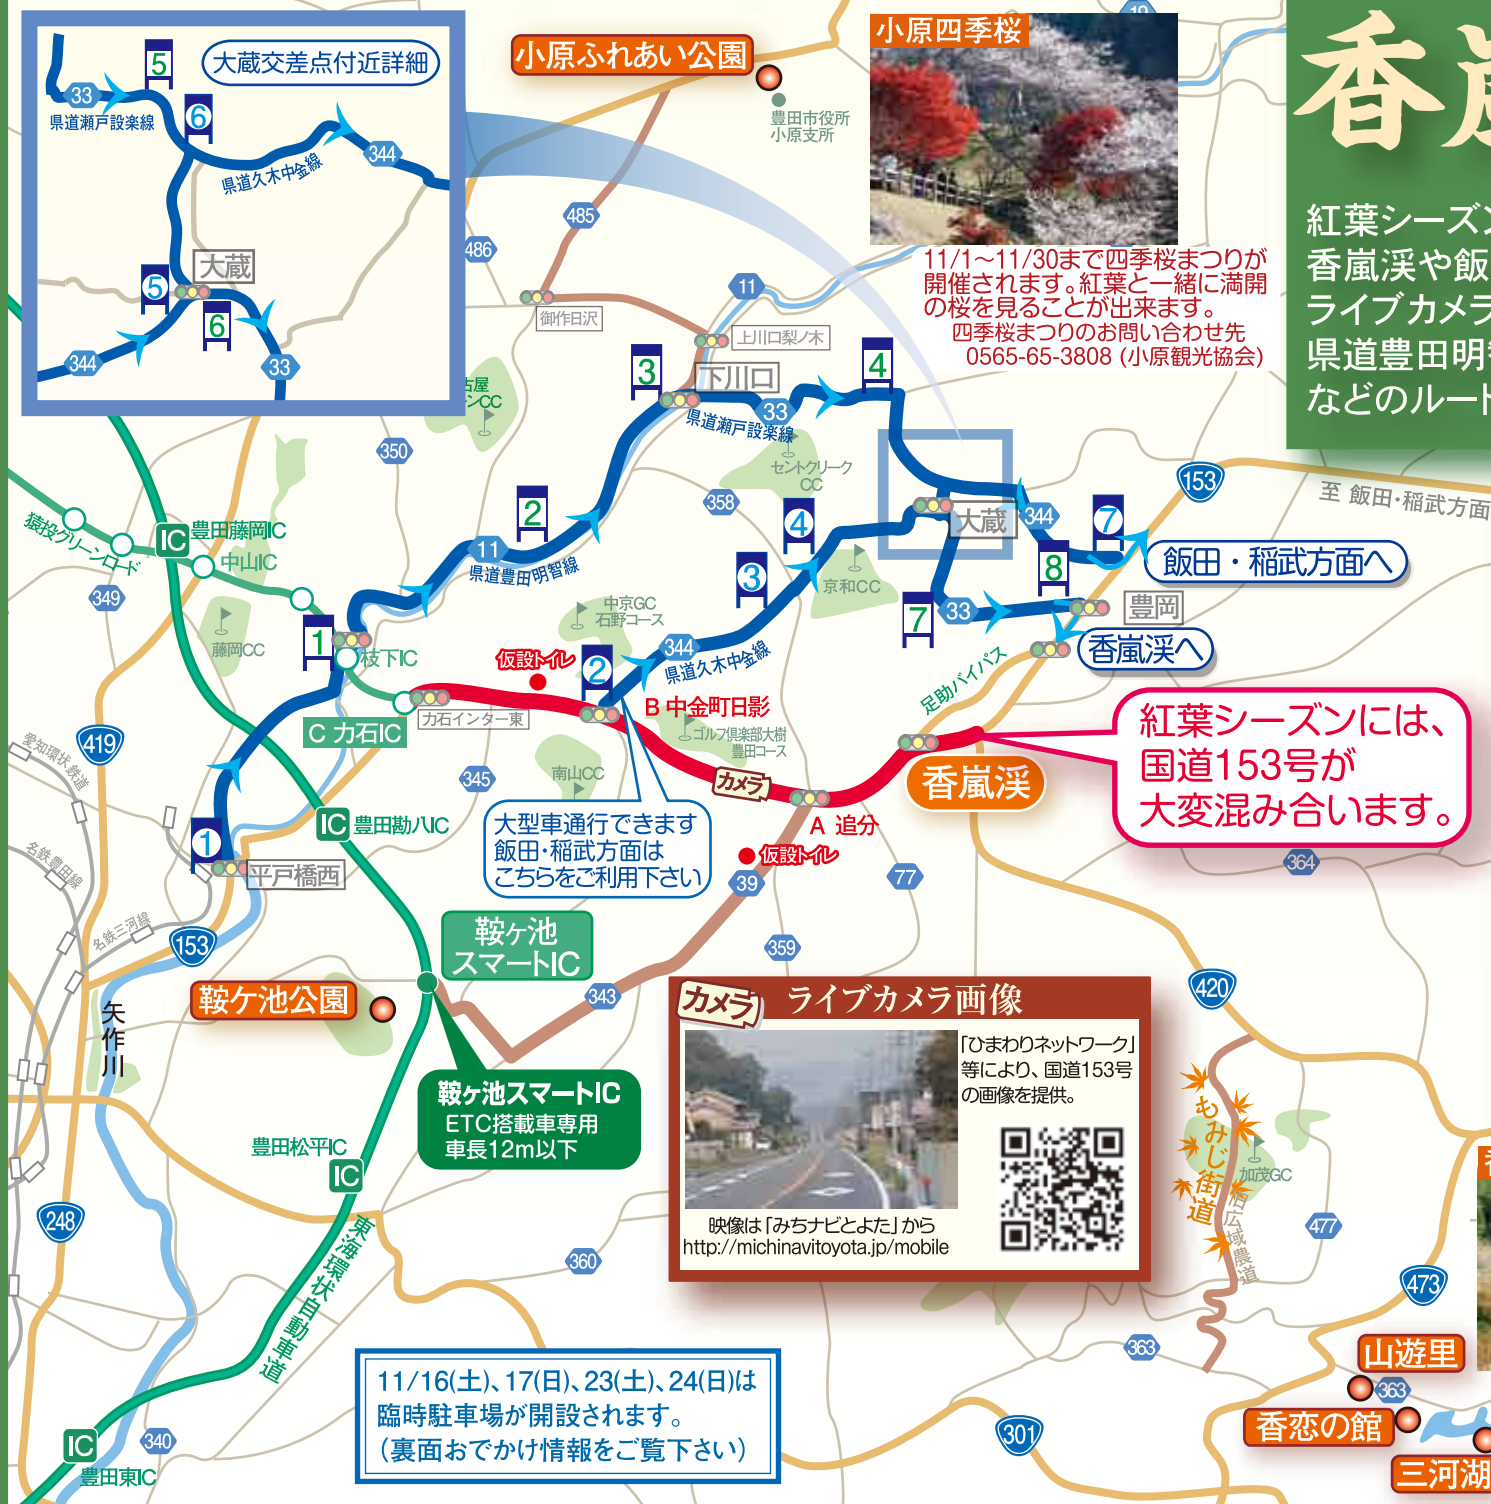 大蔵交差点付近詳細
5
33
県道瀬戸設楽線
6
県道久木中金線
344
大蔵
5
6
344
33
小原ふれあい公園
豊田市役所
小原支所
小原四季桜
19
11/1〜11/30まで四季桜まつりが
開催されます。紅葉と一緒に満開
の桜を見ることが出来ます。
四季桜まつりのお問い合わせ先
0565-65-3808 (小原観光協会)
香嵐
紅葉シーズン
香嵐渓や飯
ライブカメラ
県道豊田明智
などのルート
485
486
御作日沢
11
上川口梨ノ木
3
下川口
4
県道瀬戸設楽線
33
古屋
ンCC
350
セントクリーク
CC
358
153
至 飯田・稲武方面
2
4
大蔵
344
7
飯田・稲武方面へ
8
猿投グリーンロード
IC 豊田藤岡IC
中山IC
11
県道豊田明智線
349
藤岡CC
1
枝下IC
中京GC
石野コース
3
京和CC
7
33
豊岡
香嵐渓へ
344
県道久木中金線
足助バイパス
仮設トイレ
2
B 中金町日影
力石インター東
C 力石IC
ゴルフ倶楽部大樹
豊田コース
南山CC
345
カメラ
A 追分
香嵐渓
紅葉シーズンには、
国道153号が
大変混み合います。
419
愛知環状鉄道
名鉄豊田線
名鉄三河線
1
平戸橋西
IC 豊田勘八IC
大型車通行できます
飯田・稲武方面は
こちらをご利用下さい
仮設トイレ
39
77
364
153
鞍ヶ池
スマートIC
359
343
鞍ケ池公園
矢作川
鞍ヶ池スマートIC
ETC搭載車専用
車長12m以下
カメラ ライブカメラ画像
「ひまわりネットワーク」
等により、国道153号
の画像を提供。
映像は「みちナビとよた」から
http://michinavitoyota.jp/mobile
420
もみじ街道
加茂GC
広域農道
477
473
豊田松平IC
IC
248
東海環状自動車道
360
363
山遊里
363
香恋の館
三河湖
301
11/16(土)、17(日)、23(土)、24(日)は
臨時駐車場が開設されます。
（裏面おでかけ情報をご覧下さい）
IC
豊田東IC
340